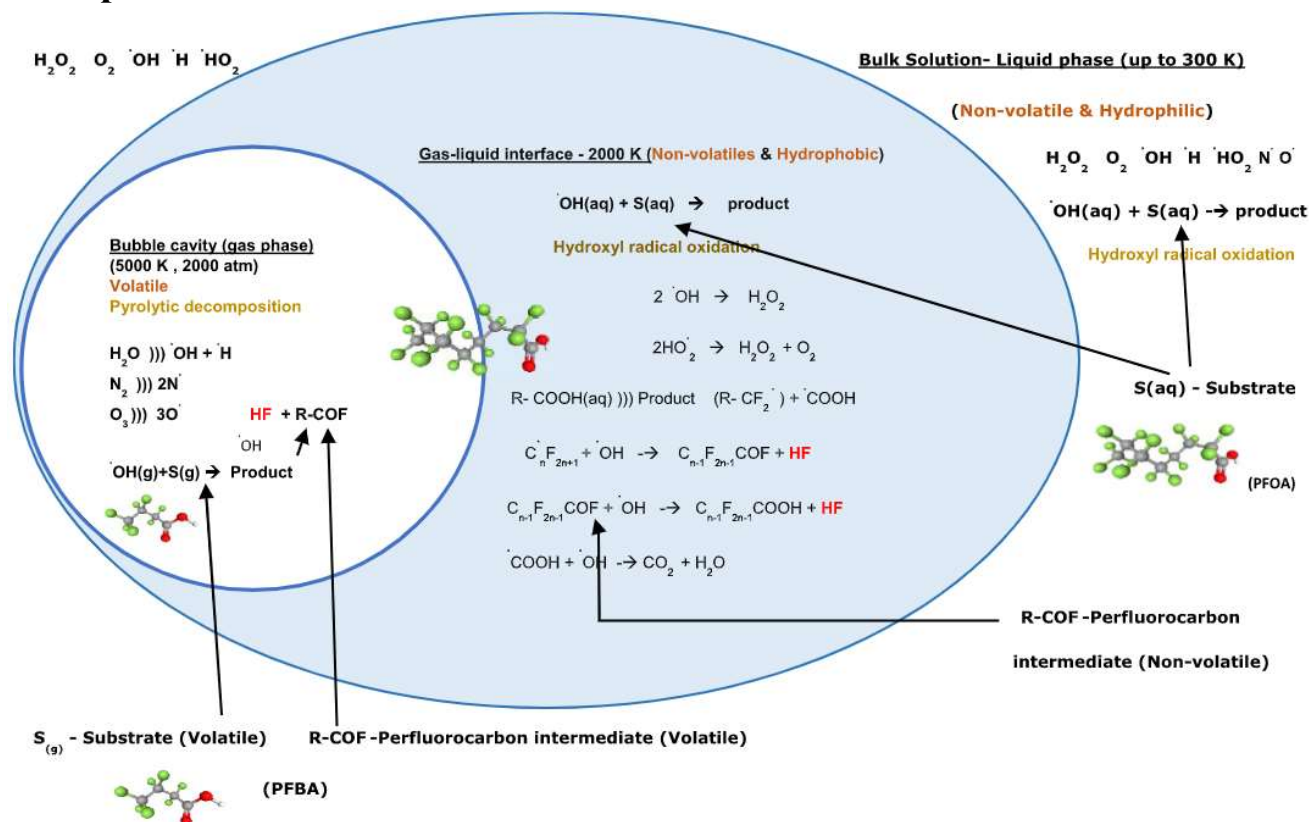 H₂O₂ O₂ ˙OH ˙H ˙HO₂
Bulk Solution- Liquid phase (up to 300 K)
(Non-volatile & Hydrophilic)
H₂O₂ O₂ ˙OH ˙H ˙HO₂ N˙ O˙
˙OH(aq) + S(aq) -→ product
Hydroxyl radical oxidation
Gas-liquid interface - 2000 K (Non-volatiles & Hydrophobic)
˙OH(aq) + S(aq) → product
Hydroxyl radical oxidation
2 ˙OH → H₂O₂
2HO˙₂ → H₂O₂ + O₂
R- COOH(aq) ))) Product (R- CF₂˙) + ˙COOH
C˙ₙF₂ₙ₊₁ + ˙OH -→ Cₙ₋₁F₂ₙ₋₁COF + HF
Cₙ₋₁F₂ₙ₋₁COF + ˙OH -→ Cₙ₋₁F₂ₙ₋₁COOH + HF
˙COOH + ˙OH -→ CO₂ + H₂O
Bubble cavity (gas phase)
(5000 K , 2000 atm)
Volatile
Pyrolytic decomposition
H₂O ))) ˙OH + ˙H
N₂ ))) 2N˙
O₃))) 3O˙
HF + R-COF
˙OH
˙OH(g)+S(g) → Product
S(aq) - Substrate
(PFOA)
R-COF -Perfluorocarbon
intermediate (Non-volatile)
S₍g₎ - Substrate (Volatile)
R-COF -Perfluorocarbon intermediate (Volatile)
(PFBA)